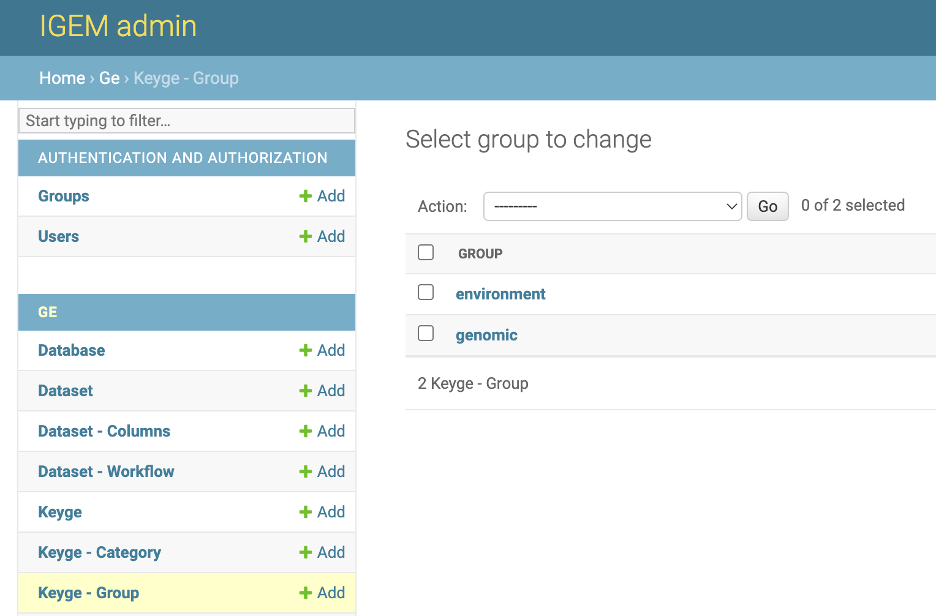 IGEM admin
Home › Ge › Keyge - Group
Start typing to filter...
AUTHENTICATION AND AUTHORIZATION
Groups + Add
Users + Add
GE
Database + Add
Dataset + Add
Dataset - Columns + Add
Dataset - Workflow + Add
Keyge + Add
Keyge - Category + Add
Keyge - Group + Add
Select group to change
Action: --------- Go 0 of 2 selected
GROUP
environment
genomic
2 Keyge - Group